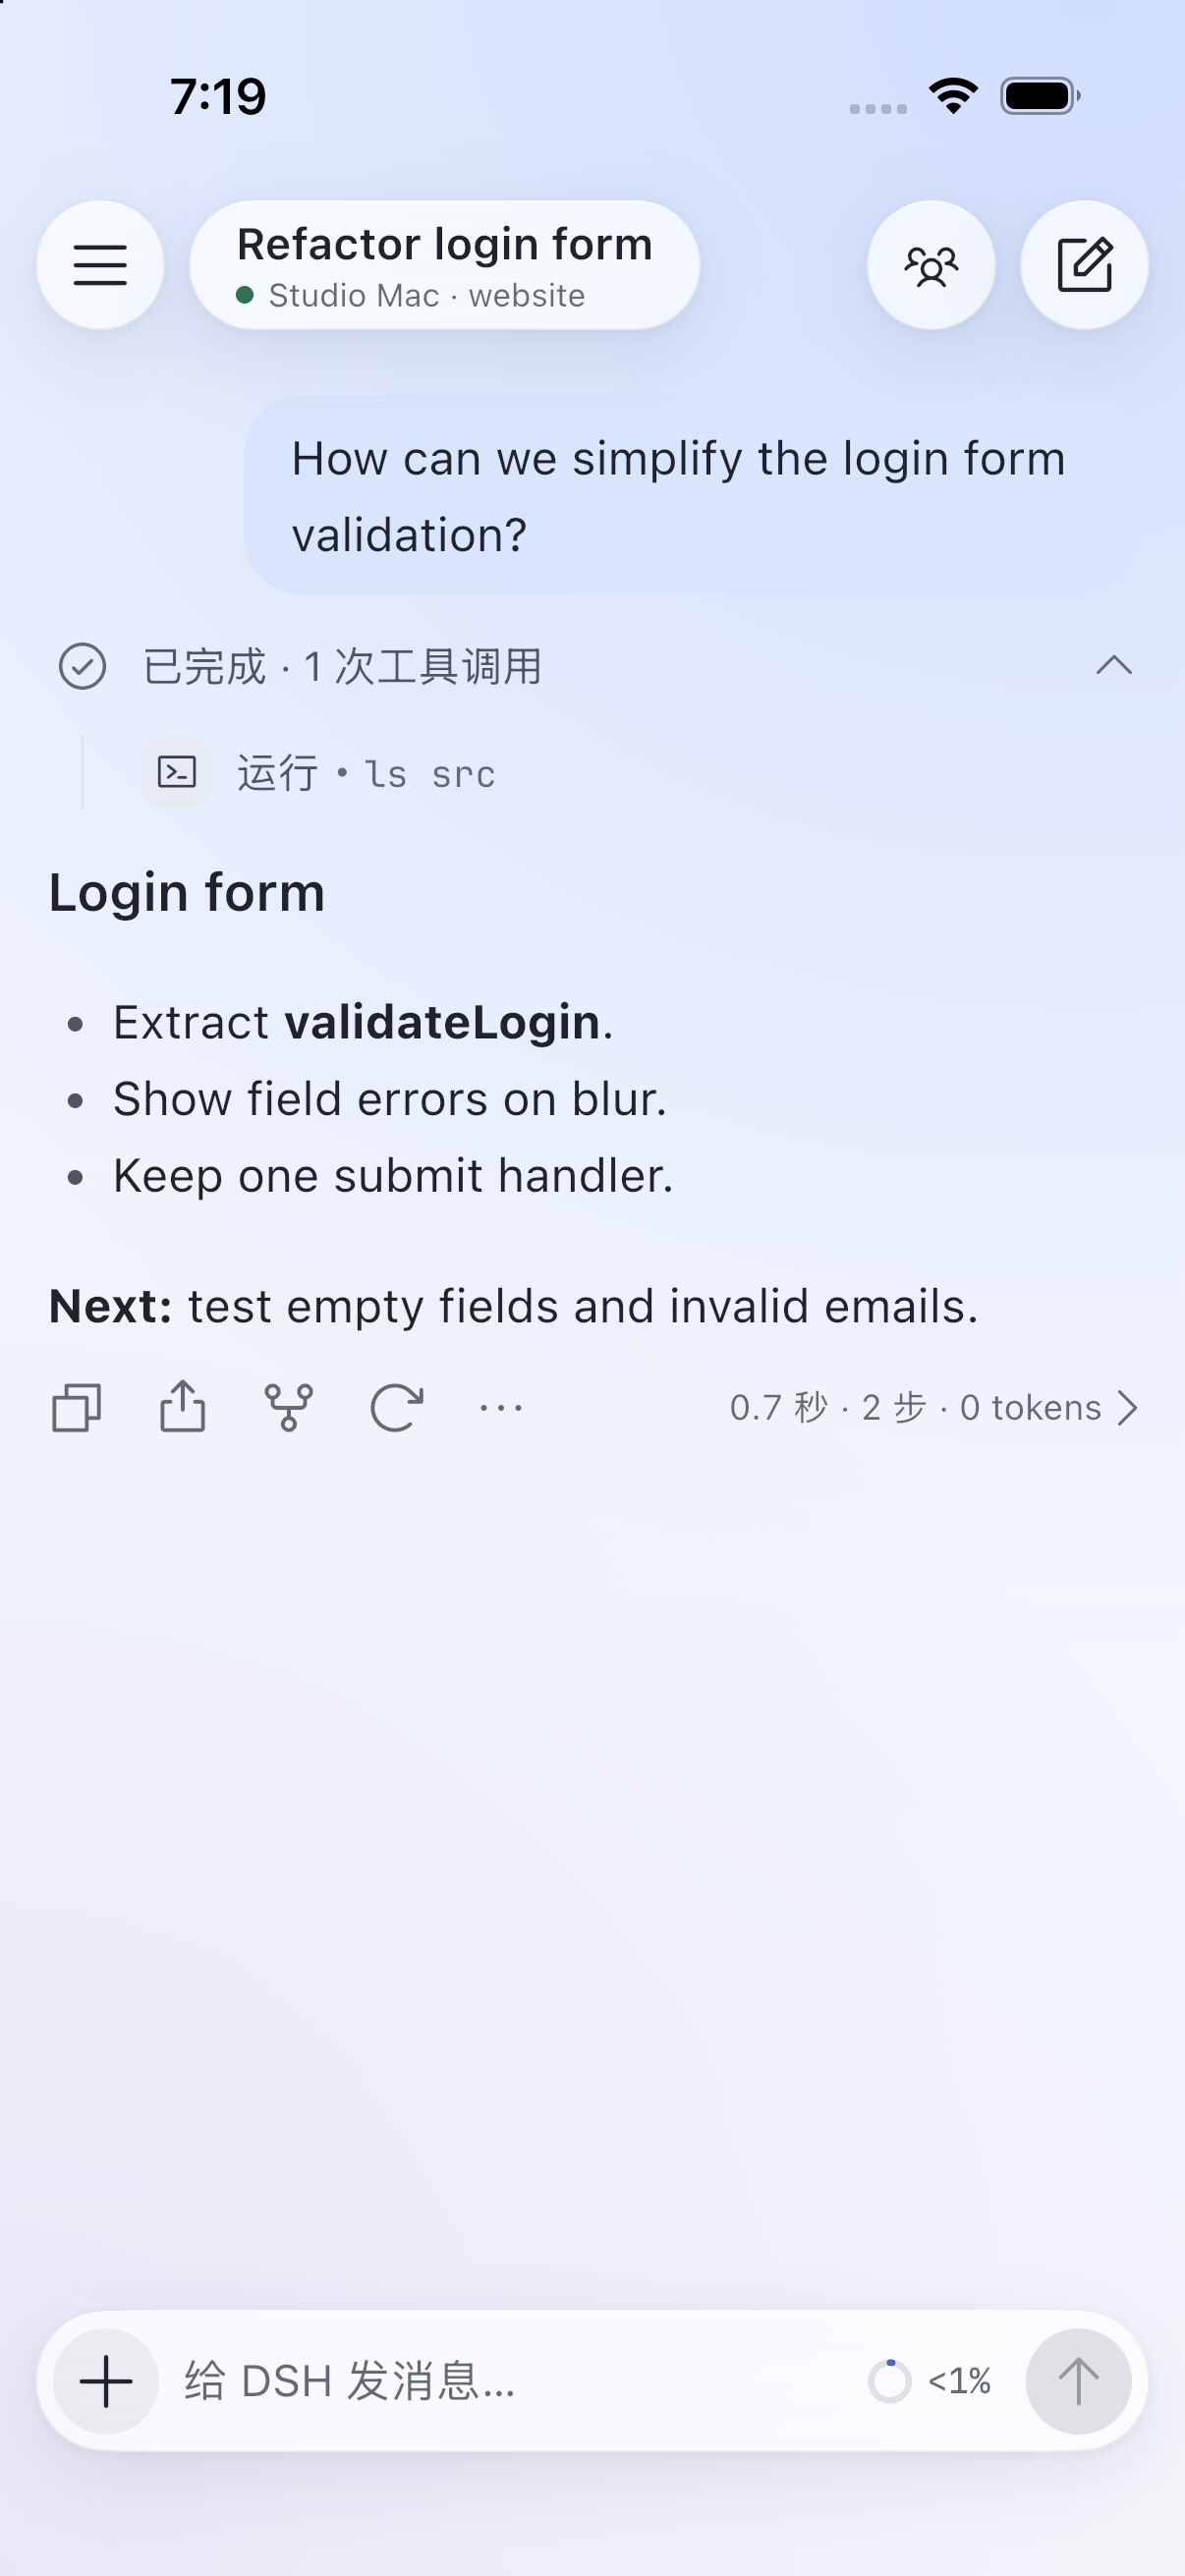 7:19
Refactor login form
Studio Mac · website
How can we simplify the login form
validation?
已完成 · 1 次工具调用
运行 • ls src
Login form
• Extract validateLogin.
• Show field errors on blur.
• Keep one submit handler.
Next: test empty fields and invalid emails.
0.7 秒 · 2 步 · 0 tokens
给 DSH 发消息...
<1%